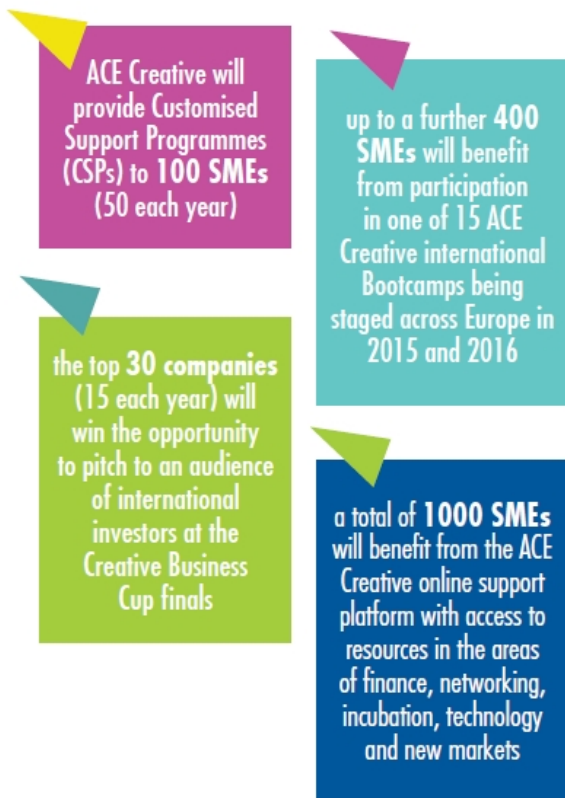 ACE Creative will
provide Customised
Support Programmes
(CSPs) to 100 SMEs
(50 each year)
up to a further 400
SMEs will benefit
from participation
in one of 15 ACE
Creative international
Bootcamps being
staged across Europe in
2015 and 2016
the top 30 companies
(15 each year) will
win the opportunity
to pitch to an audience
of international
investors at the
Creative Business
Cup finals
a total of 1000 SMEs
will benefit from the ACE
Creative online support
platform with access to
resources in the areas
of finance, networking,
incubation, technology
and new markets